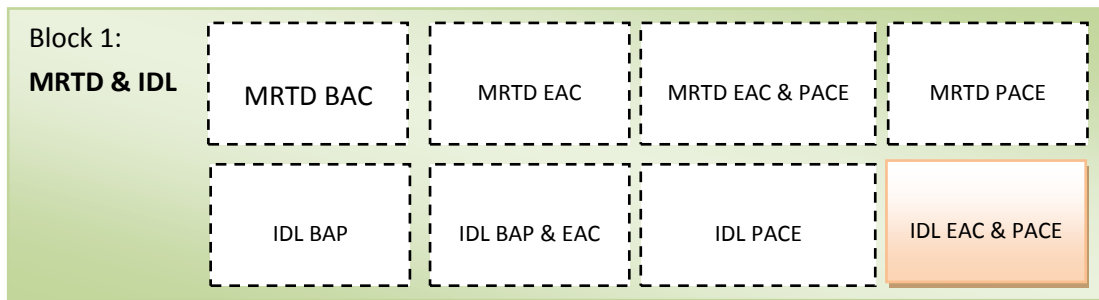 Block 1:
MRTD & IDL
MRTD BAC
MRTD EAC
MRTD EAC & PACE
MRTD PACE
IDL BAP
IDL BAP & EAC
IDL PACE
IDL EAC & PACE